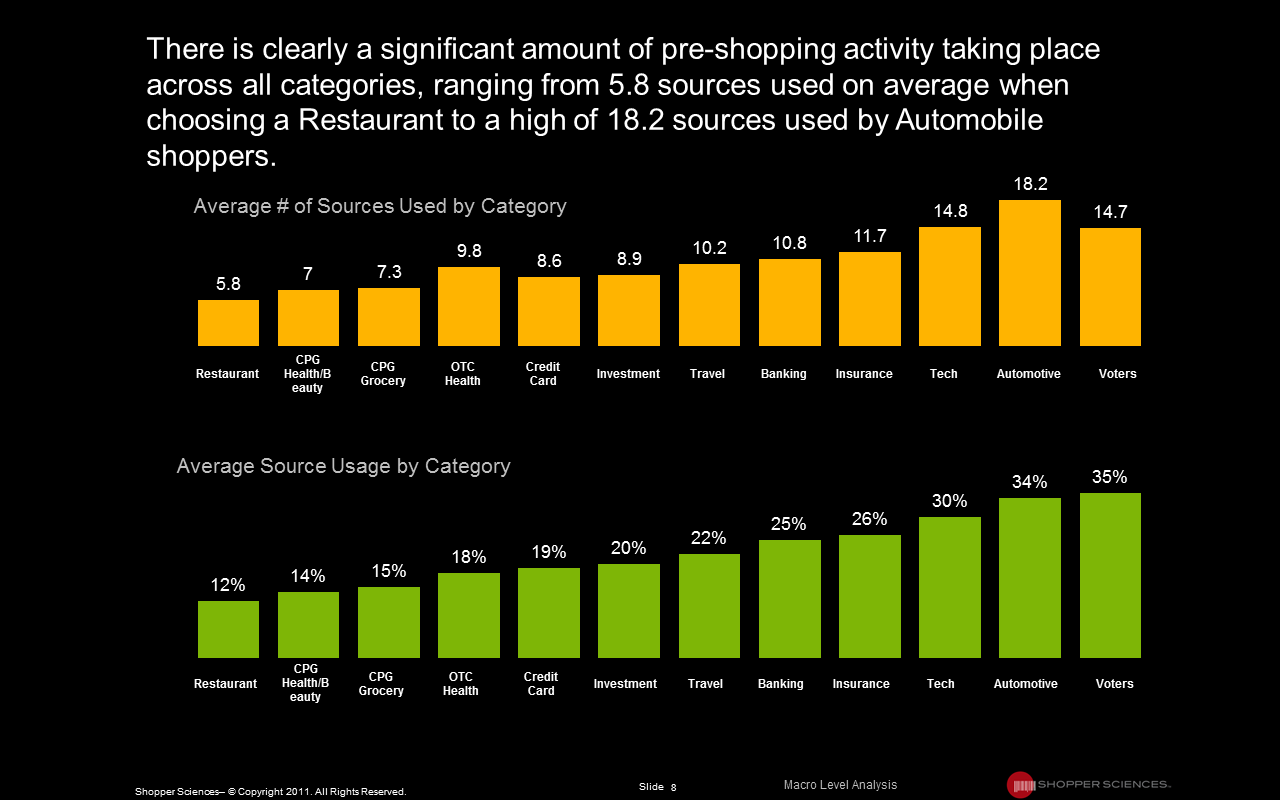 There is clearly a significant amount of pre-shopping activity taking place
across all categories, ranging from 5.8 sources used on average when
choosing a Restaurant to a high of 18.2 sources used by Automobile
shoppers.
Average # of Sources Used by Category
5.8
7
7.3
9.8
8.6
8.9
10.2
10.8
11.7
14.8
18.2
14.7
Restaurant
CPG
Health/B
eauty
CPG
Grocery
OTC
Health
Credit
Card
Investment
Travel
Banking
Insurance
Tech
Automotive
Voters
Average Source Usage by Category
12%
14%
15%
18%
19%
20%
22%
25%
26%
30%
34%
35%
Restaurant
CPG
Health/B
eauty
CPG
Grocery
OTC
Health
Credit
Card
Investment
Travel
Banking
Insurance
Tech
Automotive
Voters
Shopper Sciences– © Copyright 2011. All Rights Reserved.
Slide 8
Macro Level Analysis
SHOPPER SCIENCES™